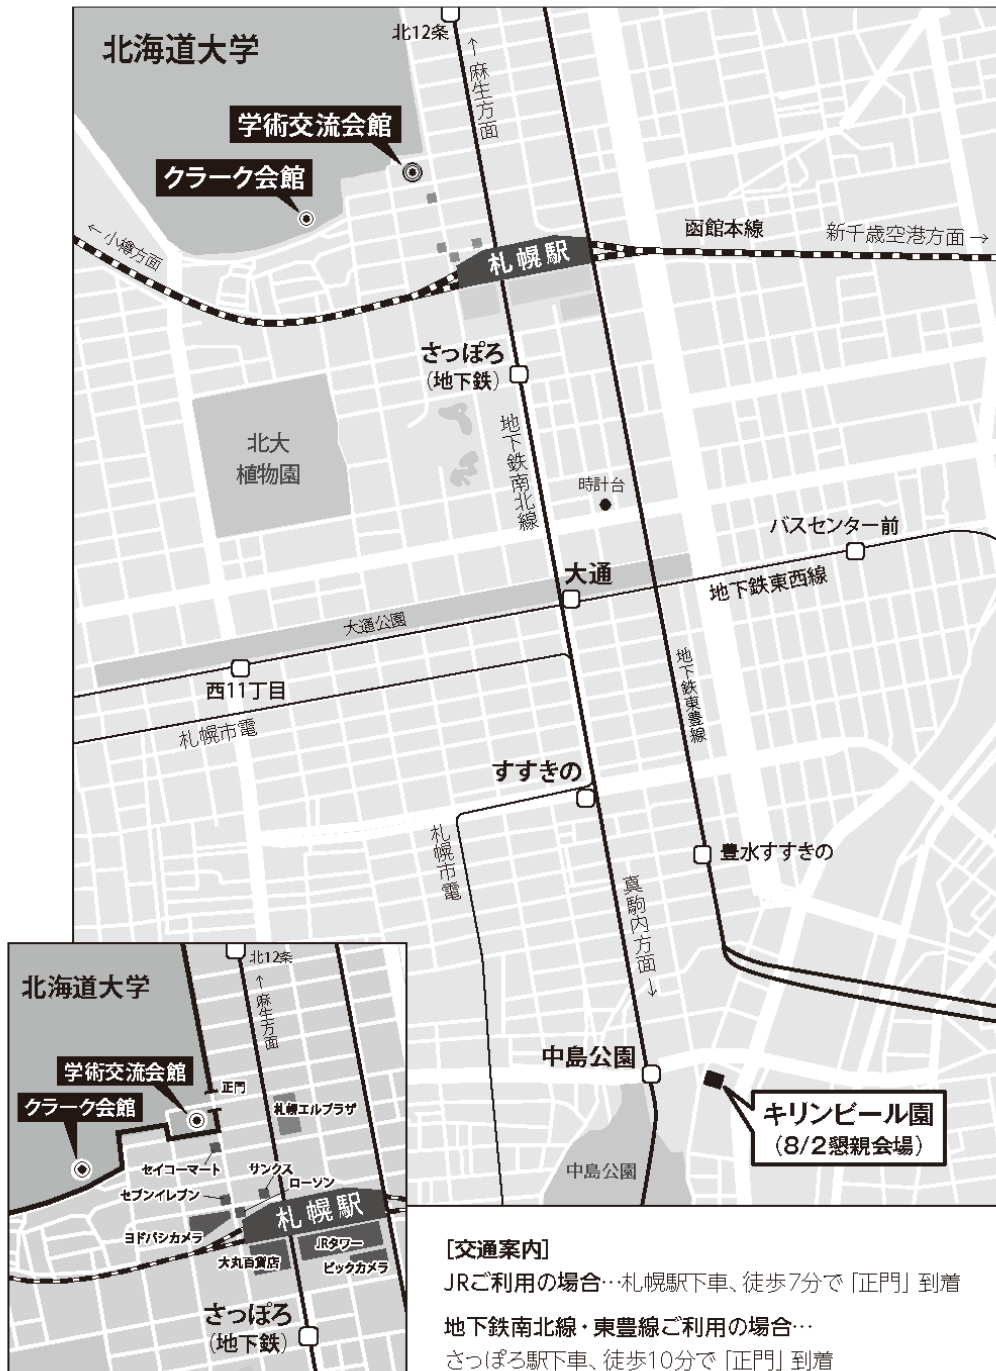 北12条
北海道大学
↑麻生方面
学術交流会館
クラーク会館
函館本線
新千歳空港方面→
←小樽方面
札幌駅
さっぽろ
(地下鉄)
地下鉄南北線
北大
植物園
時計台
バスセンター前
大通
地下鉄東西線
大通公園
西11丁目
地下鉄東豊線
札幌市電
すすきの
札幌市電
豊水すすきの
真駒内方面→
中島公園
キリンビール園
(8/2懇親会場)
中島公園
北12条
北海道大学
↑麻生方面
学術交流会館
正門
クラーク会館
札幌エルプラザ
セイコーマート
サンクス
ローソン
セブンイレブン
札幌駅
ヨドバシカメラ
JRタワー
大丸百貨店
ビックカメラ
さっぽろ
(地下鉄)
[交通案内]
JRご利用の場合…札幌駅下車、徒歩7分で「正門」到着
地下鉄南北線・東豊線ご利用の場合…
さっぽろ駅下車、徒歩10分で「正門」到着